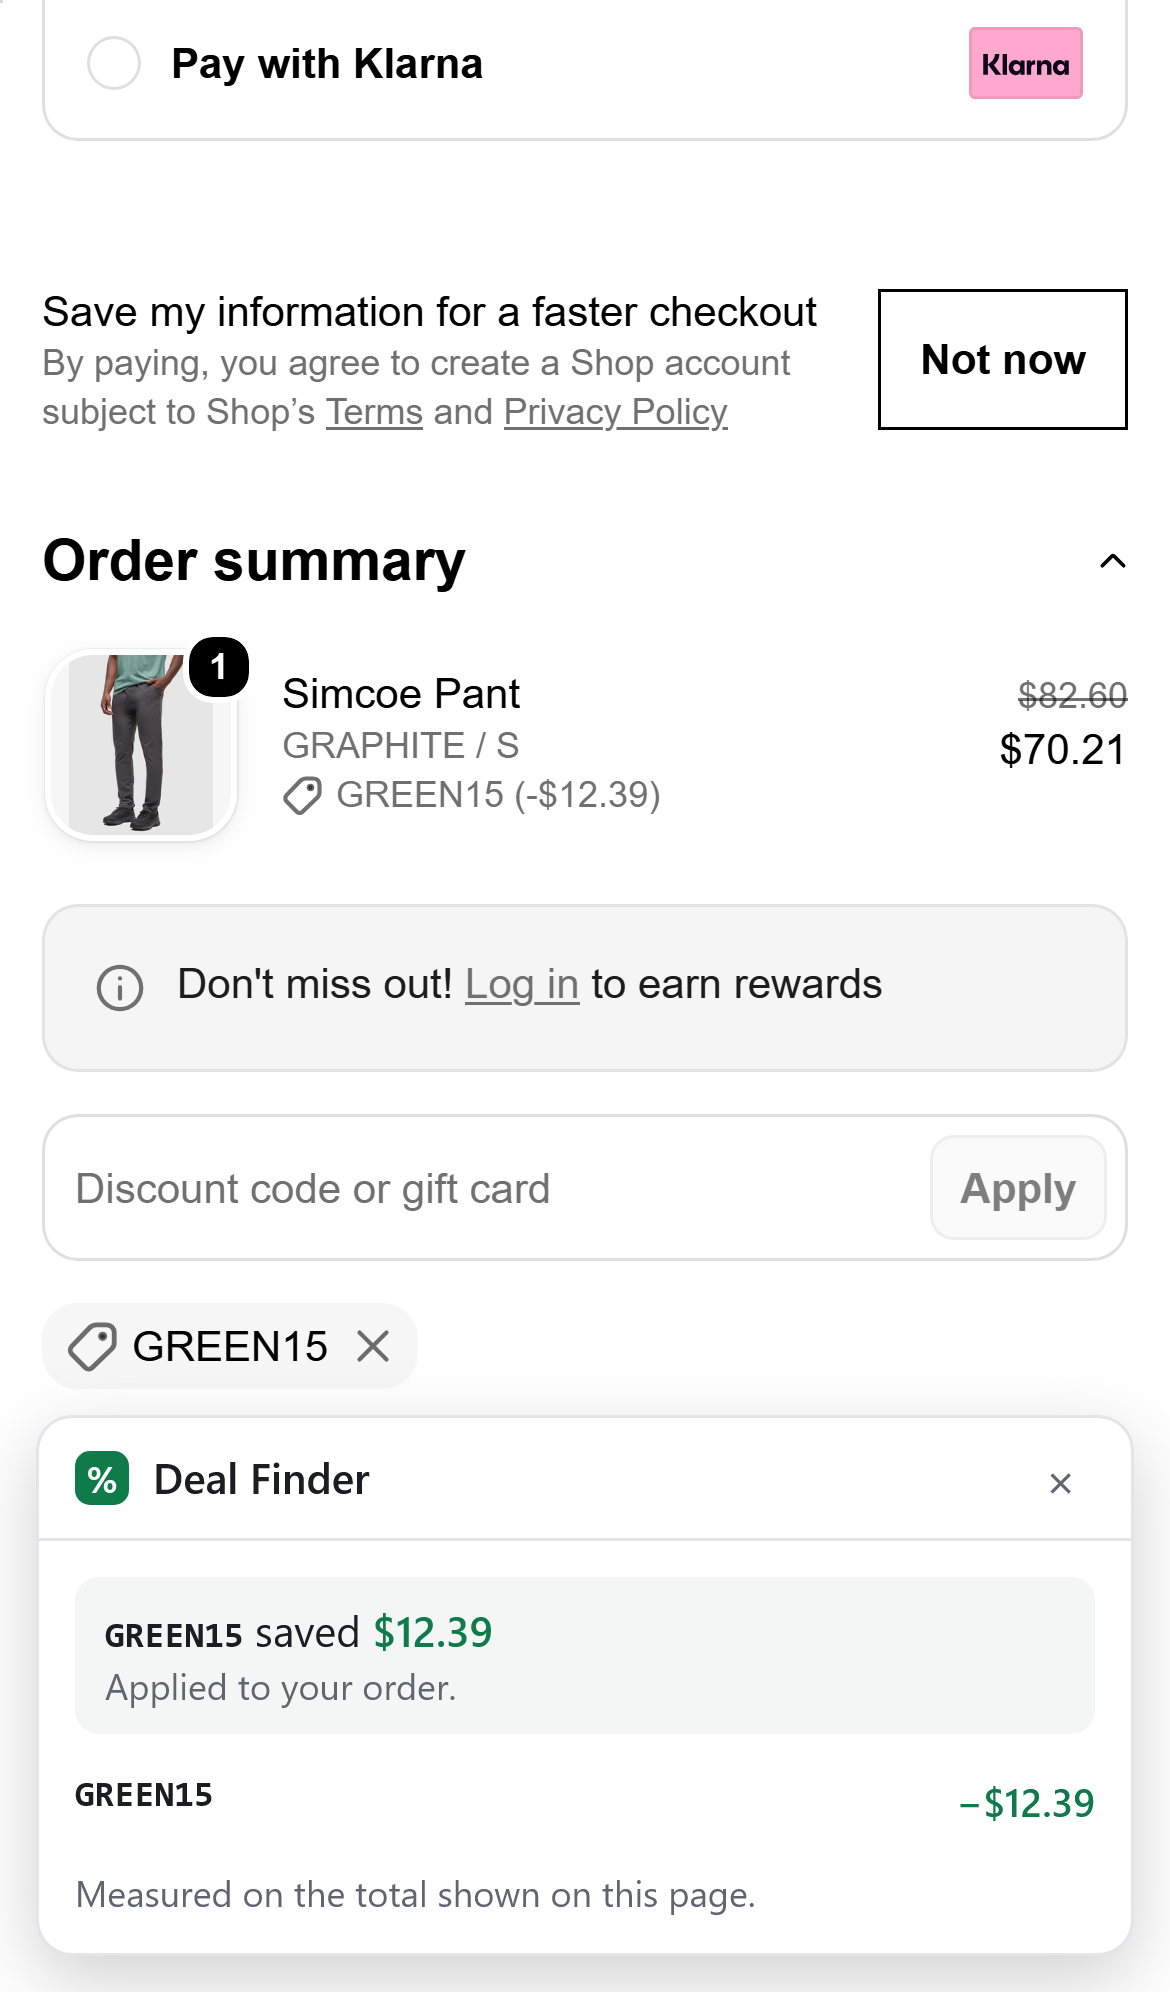 Pay with Klarna
Klarna
Save my information for a faster checkout
By paying, you agree to create a Shop account
subject to Shop’s Terms and Privacy Policy
Not now
Order summary
1
Simcoe Pant
GRAPHITE / S
GREEN15 (-$12.39)
$82.60
$70.21
Don't miss out! Log in to earn rewards
Discount code or gift card
Apply
GREEN15
% Deal Finder
GREEN15 saved $12.39
Applied to your order.
GREEN15
−$12.39
Measured on the total shown on this page.